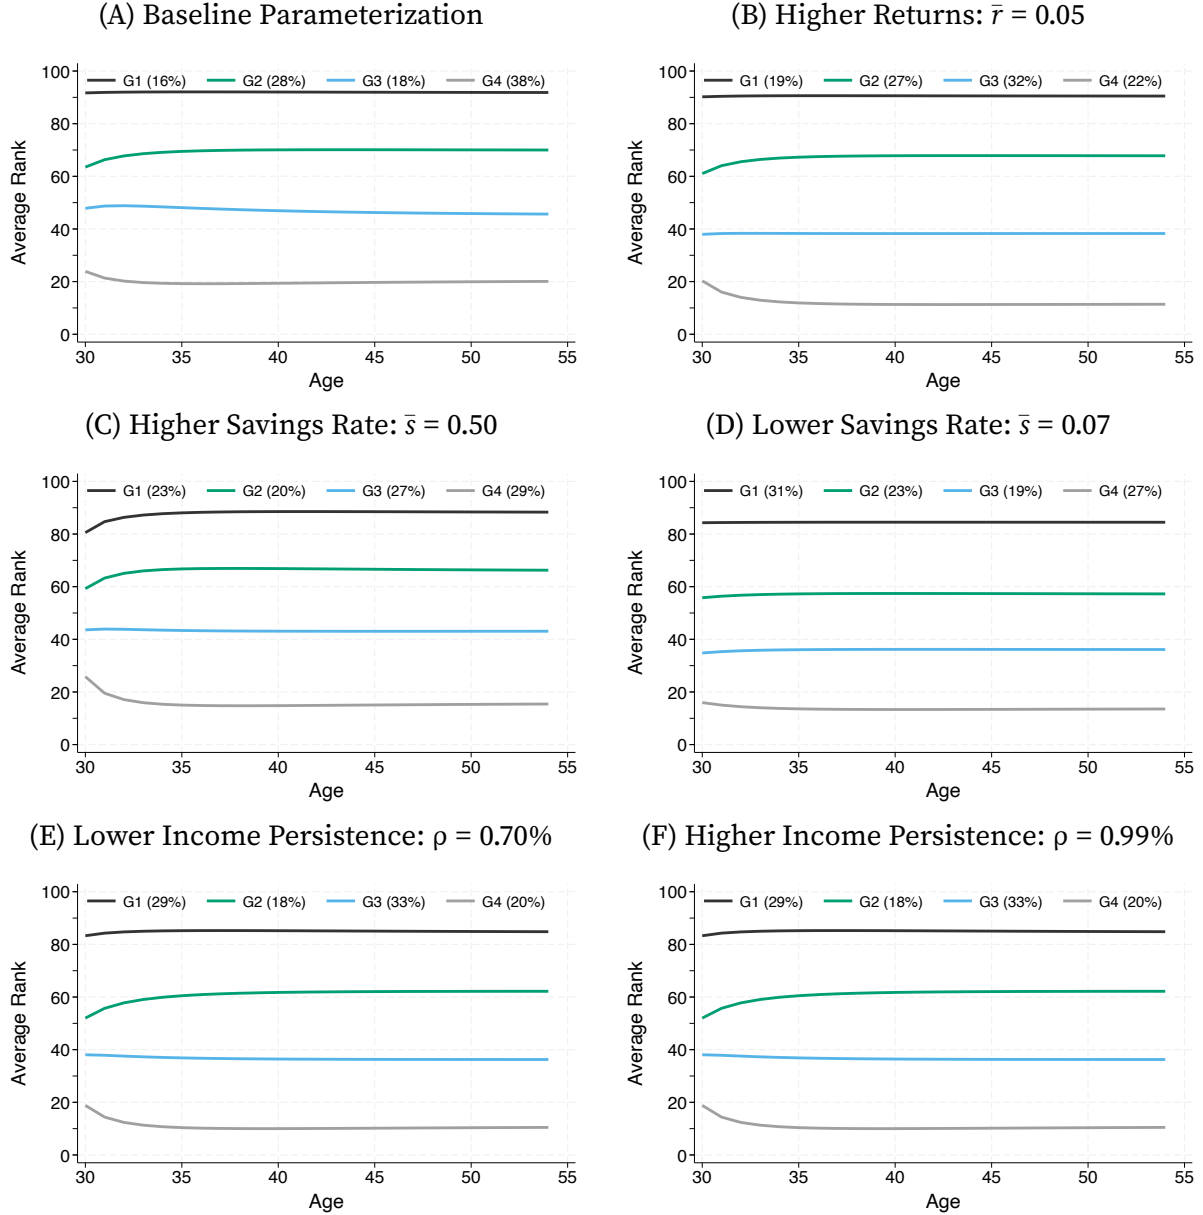 (A) Baseline Parameterization
G1 (16%) G2 (28%) G3 (18%) G4 (38%)
100
80
60
40
20
0
Average Rank
30 35 40 45 50 55
Age
(B) Higher Returns: r̄ = 0.05
G1 (19%) G2 (27%) G3 (32%) G4 (22%)
100
80
60
40
20
0
Average Rank
30 35 40 45 50 55
Age
(C) Higher Savings Rate: s̄ = 0.50
G1 (23%) G2 (20%) G3 (27%) G4 (29%)
100
80
60
40
20
0
Average Rank
30 35 40 45 50 55
Age
(D) Lower Savings Rate: s̄ = 0.07
G1 (31%) G2 (23%) G3 (19%) G4 (27%)
100
80
60
40
20
0
Average Rank
30 35 40 45 50 55
Age
(E) Lower Income Persistence: ρ = 0.70%
G1 (29%) G2 (18%) G3 (33%) G4 (20%)
100
80
60
40
20
0
Average Rank
30 35 40 45 50 55
Age
(F) Higher Income Persistence: ρ = 0.99%
G1 (29%) G2 (18%) G3 (33%) G4 (20%)
100
80
60
40
20
0
Average Rank
30 35 40 45 50 55
Age